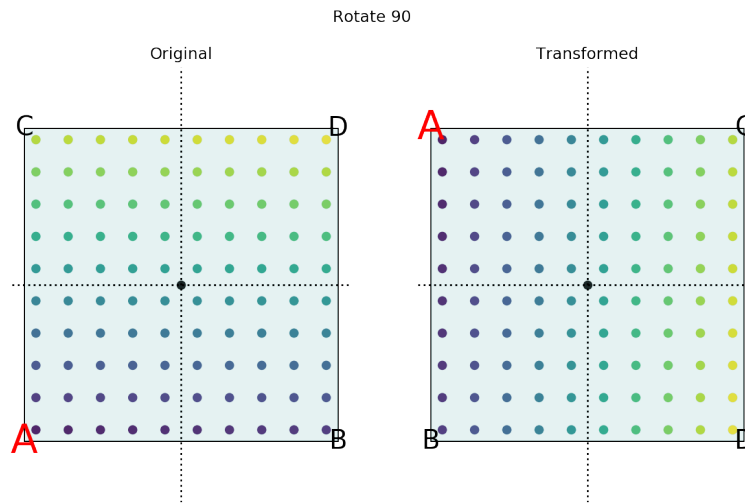 Rotate 90
Original
Transformed
C D A C
A B B D